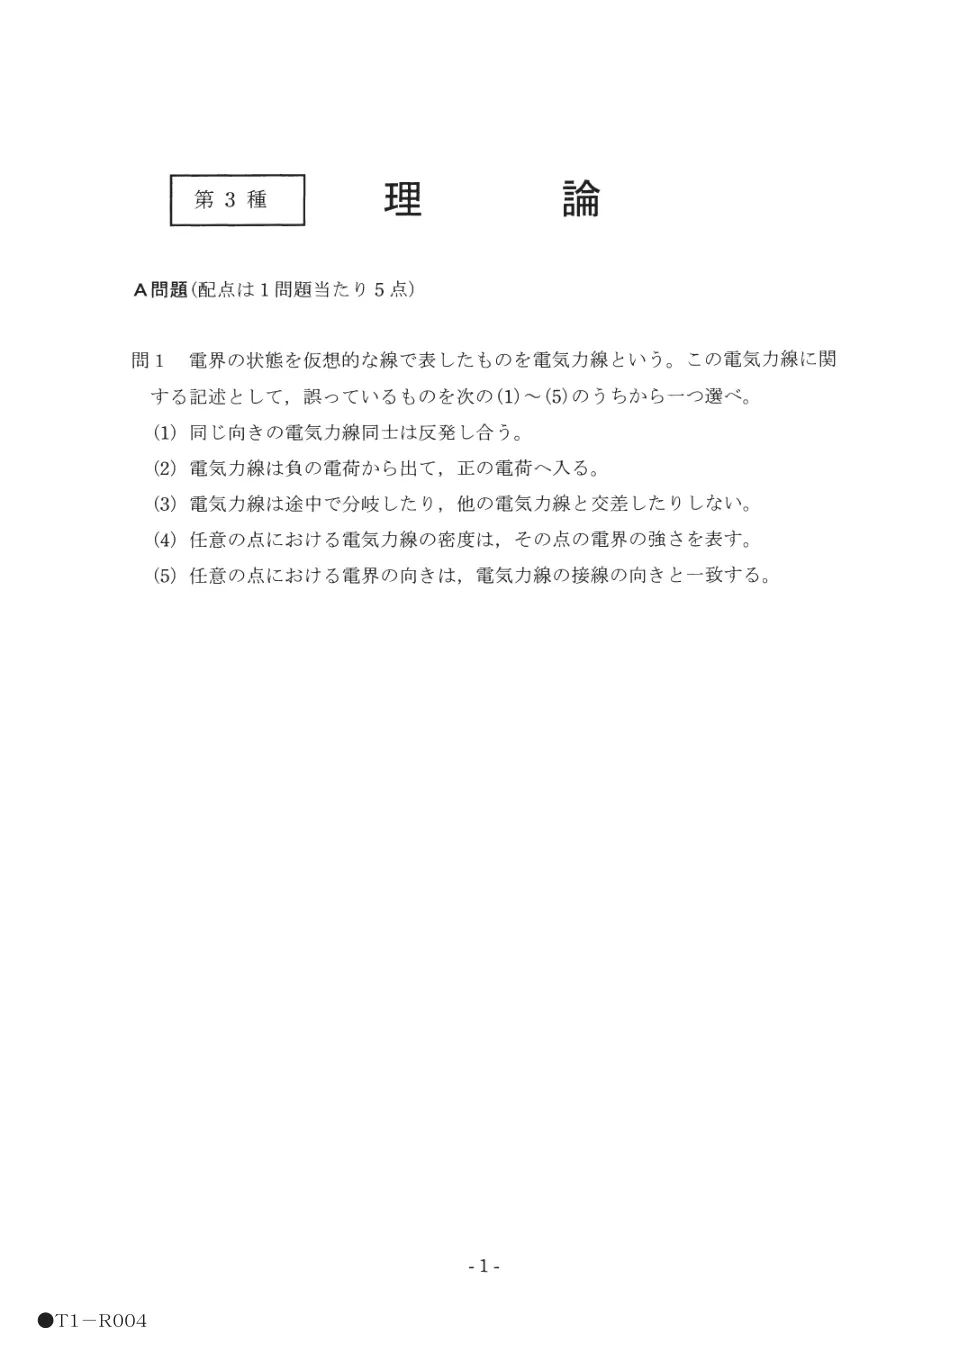 第 3 種
理 論
A問題(配点は1問題当たり5点)
問1 電界の状態を仮想的な線で表したものを電気力線という。この電気力線に関
する記述として，誤っているものを次の(1)～(5)のうちから一つ選べ。
(1) 同じ向きの電気力線同士は反発し合う。
(2) 電気力線は負の電荷から出て，正の電荷へ入る。
(3) 電気力線は途中で分岐したり，他の電気力線と交差したりしない。
(4) 任意の点における電気力線の密度は，その点の電界の強さを表す。
(5) 任意の点における電界の向きは，電気力線の接線の向きと一致する。
- 1 -
●T1－R004